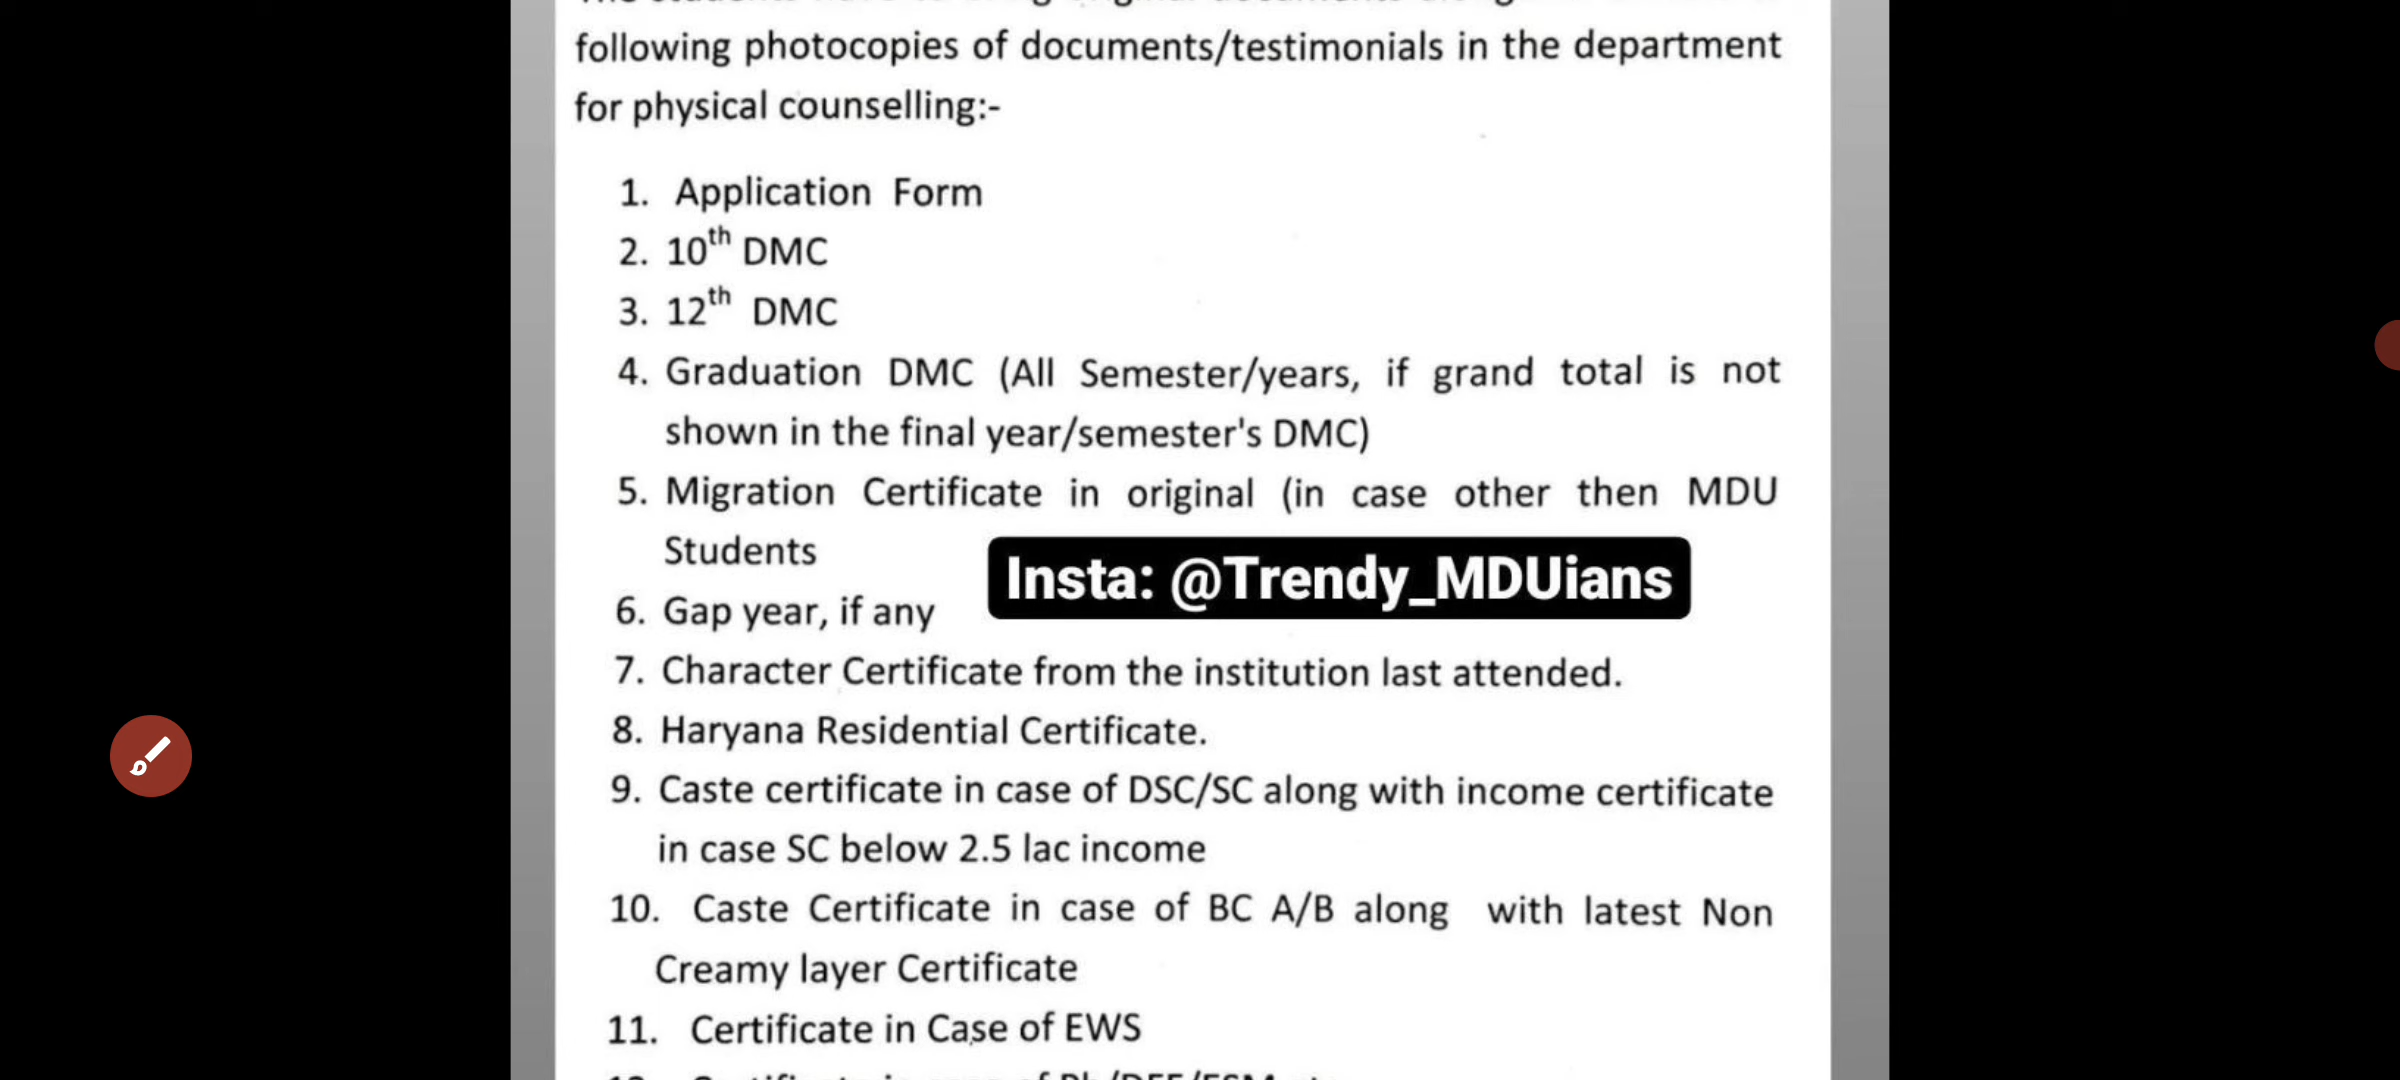 following photocopies of documents/testimonials in the department
for physical counselling:-
1. Application Form
2. 10th DMC
3. 12th DMC
4. Graduation DMC (All Semester/years, if grand total is not
shown in the final year/semester's DMC)
5. Migration Certificate in original (in case other then MDU
Students
Insta: @Trendy_MDUians
6. Gap year, if any
7. Character Certificate from the institution last attended.
8. Haryana Residential Certificate.
9. Caste certificate in case of DSC/SC along with income certificate
in case SC below 2.5 lac income
10. Caste Certificate in case of BC A/B along with latest Non
Creamy layer Certificate
11. Certificate in Case of EWS